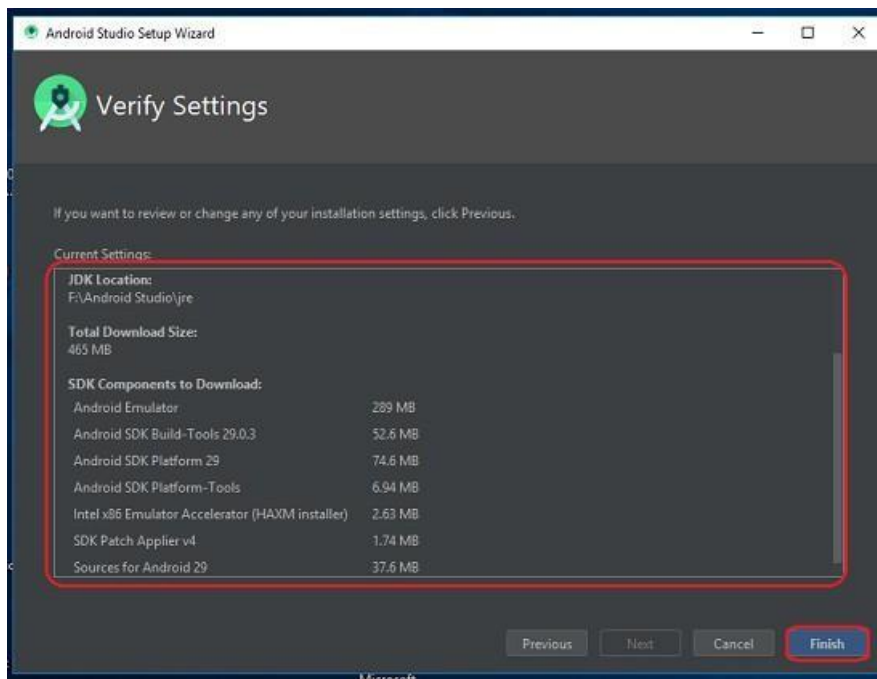 Android Studio Setup Wizard
Verify Settings
If you want to review or change any of your installation settings, click Previous.
Current Settings:
JDK Location:
F:\Android Studio\jre
Total Download Size:
465 MB
SDK Components to Download:
Android Emulator 289 MB
Android SDK Build-Tools 29.0.3 52.6 MB
Android SDK Platform 29 74.6 MB
Android SDK Platform-Tools 6.94 MB
Intel x86 Emulator Accelerator (HAXM installer) 2.63 MB
SDK Patch Applier v4 1.74 MB
Sources for Android 29 37.6 MB
Previous Next Cancel Finish